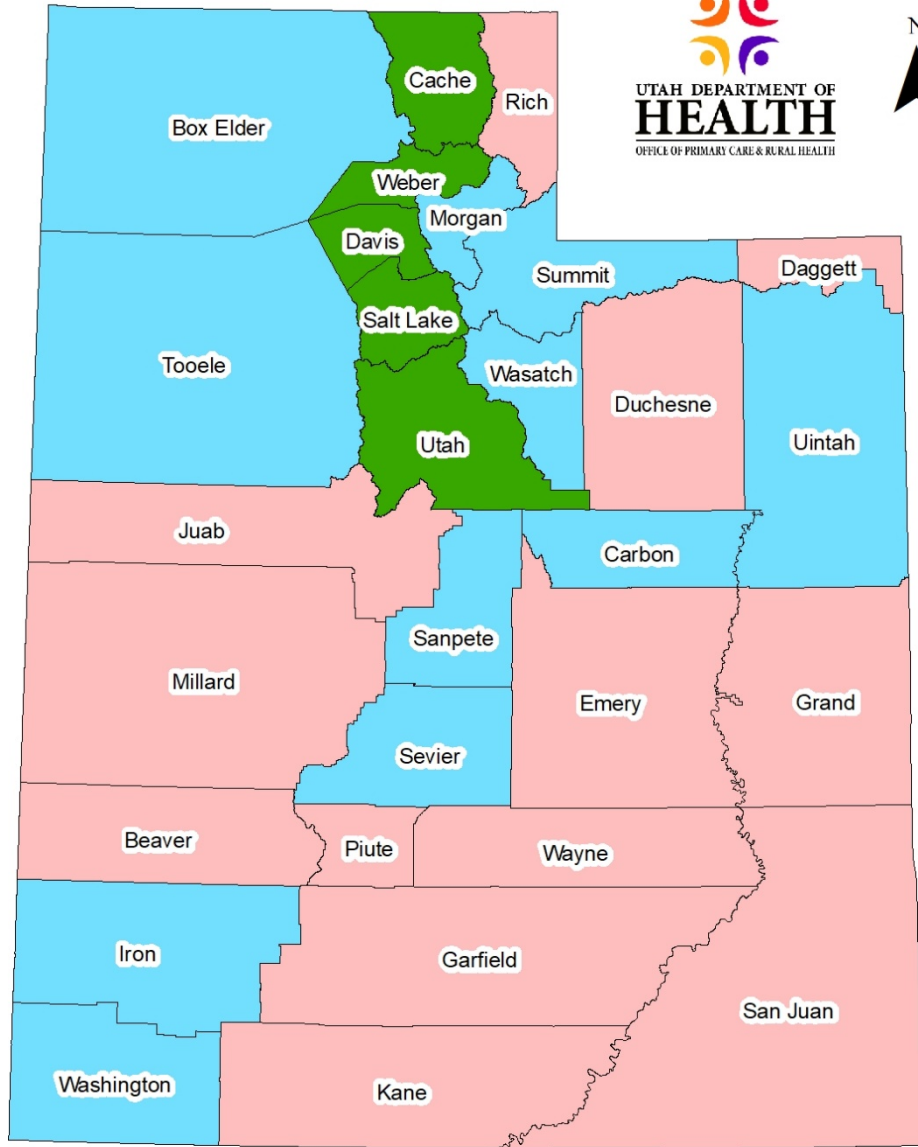 UTAH DEPARTMENT OF
HEALTH
OFFICE OF PRIMARY CARE & RURAL HEALTH
N
Cache
Rich
Box Elder
Weber
Morgan
Davis
Summit
Daggett
Salt Lake
Tooele
Wasatch
Duchesne
Uintah
Utah
Juab
Carbon
Sanpete
Millard
Emery
Grand
Sevier
Beaver
Piute
Wayne
Iron
Garfield
San Juan
Washington
Kane